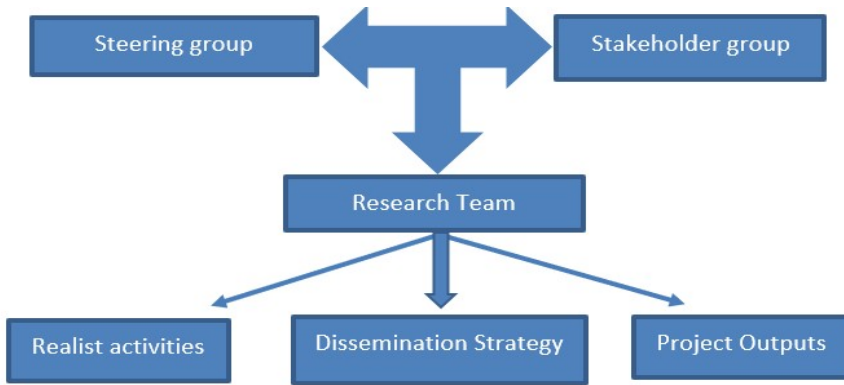 Steering group
Stakeholder group
Research Team
Realist activities
Dissemination Strategy
Project Outputs